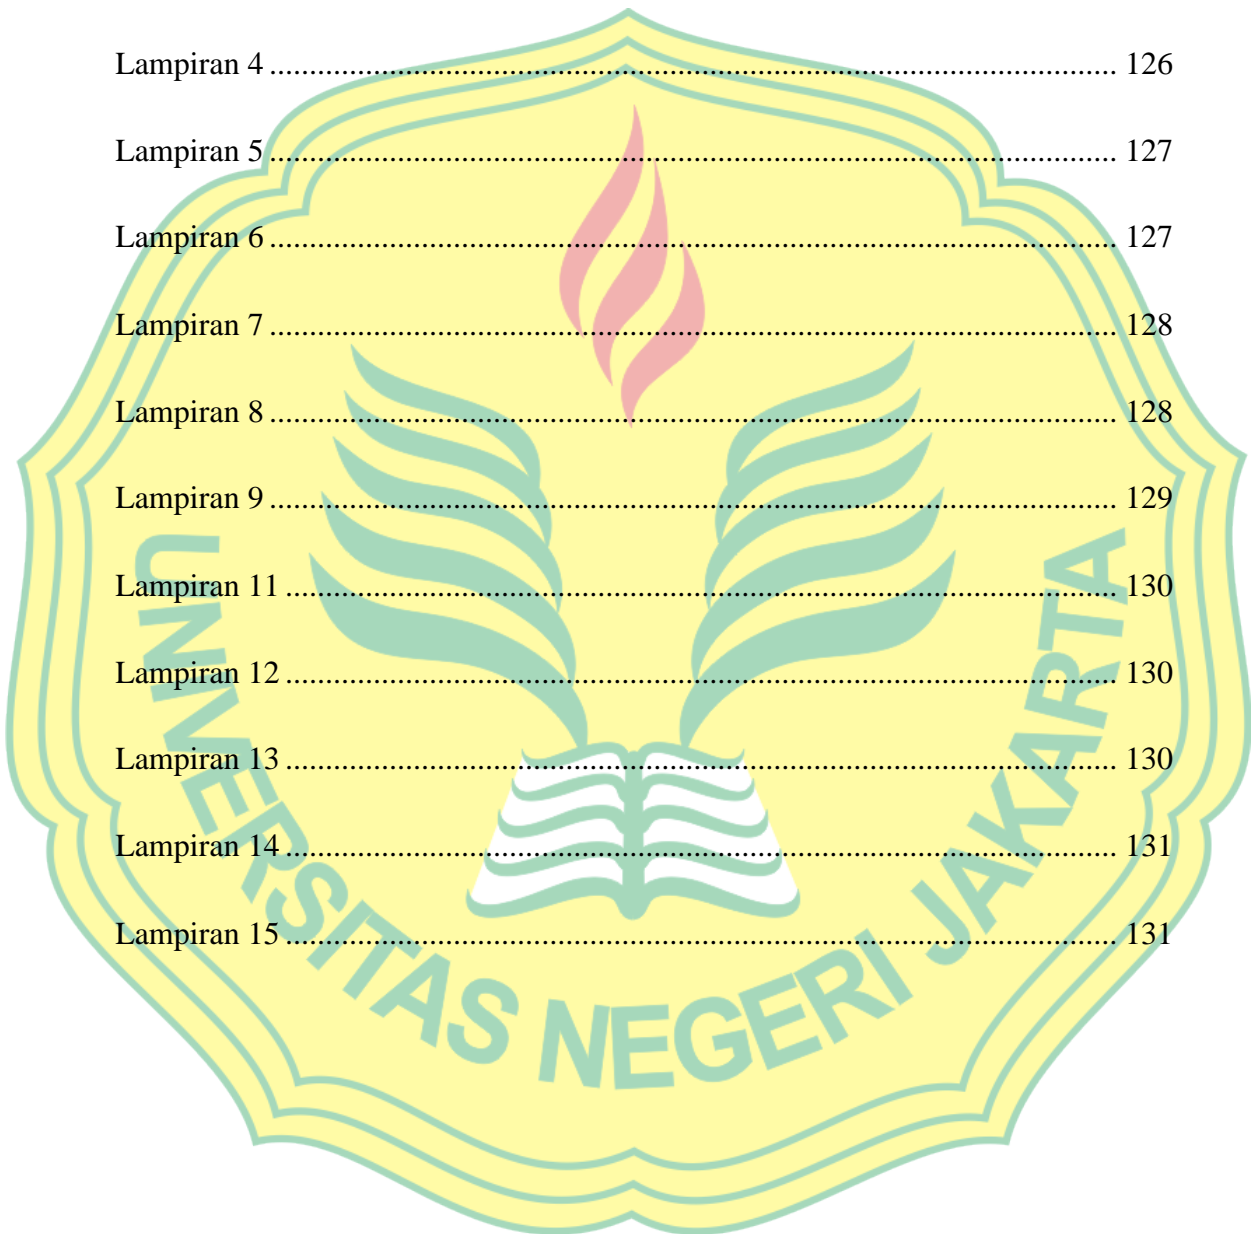 Lampiran 4 ........................................................................................................... 126
Lampiran 5 ........................................................................................................... 127
Lampiran 6 ........................................................................................................... 127
Lampiran 7 ........................................................................................................... 128
Lampiran 8 ........................................................................................................... 128
Lampiran 9 ........................................................................................................... 129
Lampiran 11 ......................................................................................................... 130
Lampiran 12 ......................................................................................................... 130
Lampiran 13 ......................................................................................................... 130
Lampiran 14 ......................................................................................................... 131
Lampiran 15 ......................................................................................................... 131
UNIVERSITAS NEGERI JAKARTA